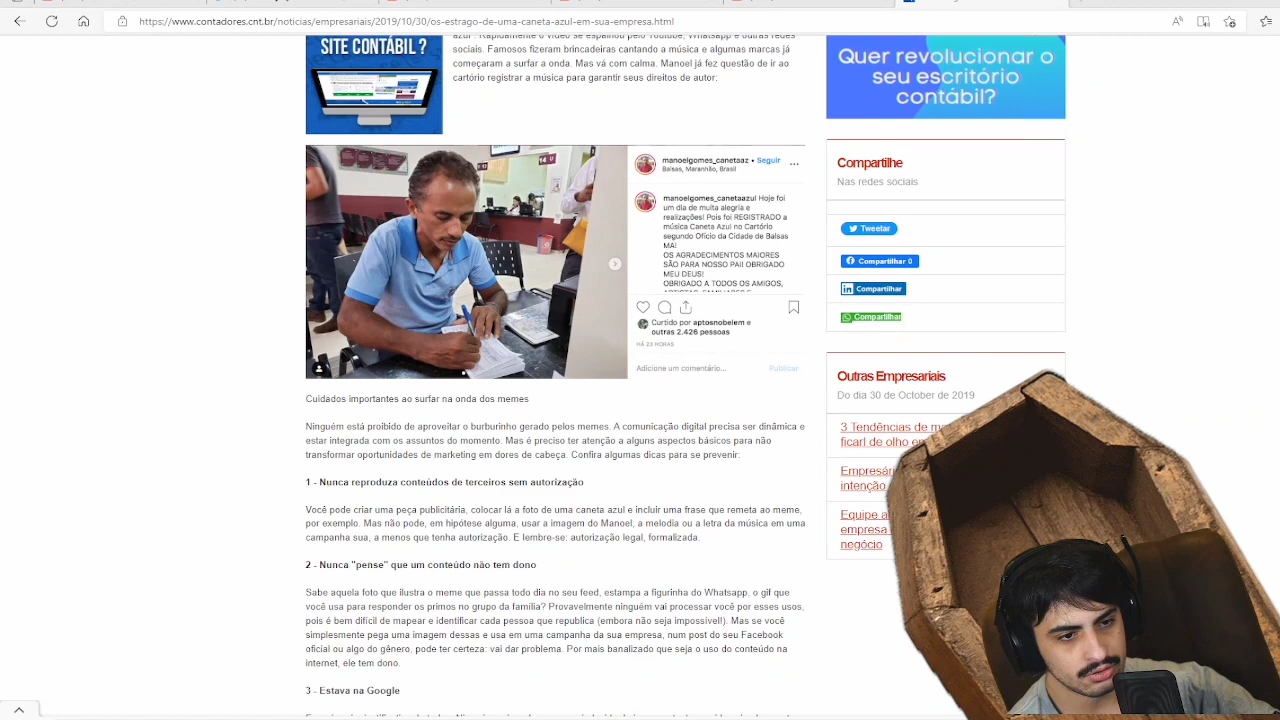 https://www.contadores.cnt.br/noticias/empresariais/2019/10/30/os-estrago-de-uma-caneta-azul-em-sua-empresa.html
SITE CONTÁBIL ?
azul". Rapidamente o vídeo se espalhou pelo Youtube, Whatsapp e outras redes
sociais. Famosos fizeram brincadeiras cantando a música e algumas marcas já
começaram a surfar a onda. Mas vá com calma. Manoel já fez questão de ir ao
cartório registrar a música para garantir seus direitos de autor:
manoelgomes_canetaaz • Seguir
Balsas, Maranhão, Brasil
manoelgomes_canetaazul Hoje foi
um dia de muita alegria e
realizações! Pois foi REGISTRADO a
música Caneta Azul no Cartório
segundo Ofício da Cidade de Balsas
MA!
OS AGRADECIMENTOS MAIORES
SÃO PARA NOSSO PAI! OBRIGADO
MEU DEUS!
OBRIGADO A TODOS OS AMIGOS,
Curtido por aptosnobelem e
outras 2.426 pessoas
HÁ 23 HORAS
Adicione um comentário...
Publicar
Cuidados importantes ao surfar na onda dos memes
Ninguém está proibido de aproveitar o burburinho gerado pelos memes. A comunicação digital precisa ser dinâmica e
estar integrada com os assuntos do momento. Mas é preciso ter atenção a alguns aspectos básicos para não
transformar oportunidades de marketing em dores de cabeça. Confira algumas dicas para se prevenir:
1 - Nunca reproduza conteúdos de terceiros sem autorização
Você pode criar uma peça publicitária, colocar lá a foto de uma caneta azul e incluir uma frase que remeta ao meme,
por exemplo. Mas não pode, em hipótese alguma, usar a imagem do Manoel, a melodia ou a letra da música em uma
campanha sua, a menos que tenha autorização. E lembre-se: autorização legal, formalizada.
2 - Nunca "pense" que um conteúdo não tem dono
Sabe aquela foto que ilustra o meme que passa todo dia no seu feed, estampa a figurinha do Whatsapp, o gif que
você usa para responder os primos no grupo da família? Provavelmente ninguém vai processar você por esses usos,
pois é bem difícil de mapear e identificar cada pessoa que republica (embora não seja impossível!). Mas se você
simplesmente pega uma imagem dessas e usa em uma campanha da sua empresa, num post do seu Facebook
oficial ou algo do gênero, pode ter certeza: vai dar problema. Por mais banalizado que seja o uso do conteúdo na
internet, ele tem dono.
3 - Estava na Google
Quer revolucionar o
seu escritório
contábil?
Compartilhe
Nas redes sociais
Tweetar
Compartilhar 0
Compartilhar
Compartilhar
Outras Empresariais
Do dia 30 de October de 2019
3 Tendências de
ficarl de olho
Empresári
intenção
Equipe
empresa
negócio